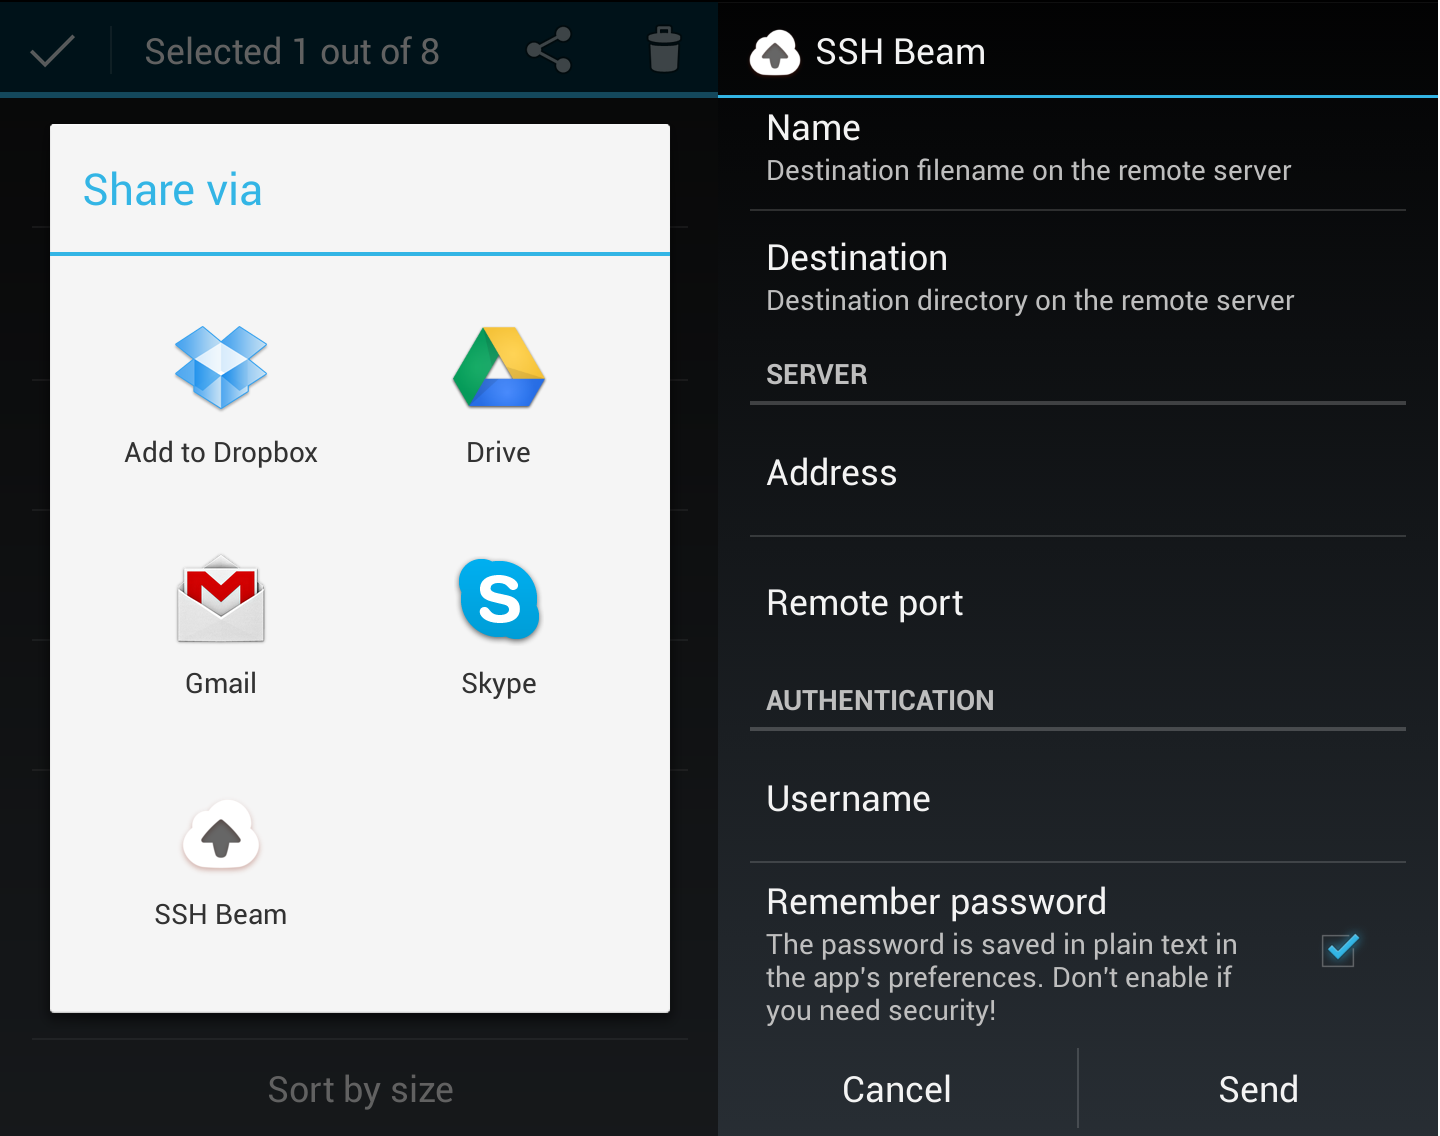 Selected 1 out of 8
Share via
Add to Dropbox
Drive
Gmail
Skype
SSH Beam
Sort by size
SSH Beam
Name
Destination filename on the remote server
Destination
Destination directory on the remote server
SERVER
Address
Remote port
AUTHENTICATION
Username
Remember password
The password is saved in plain text in
the app's preferences. Don't enable if
you need security!
Cancel
Send